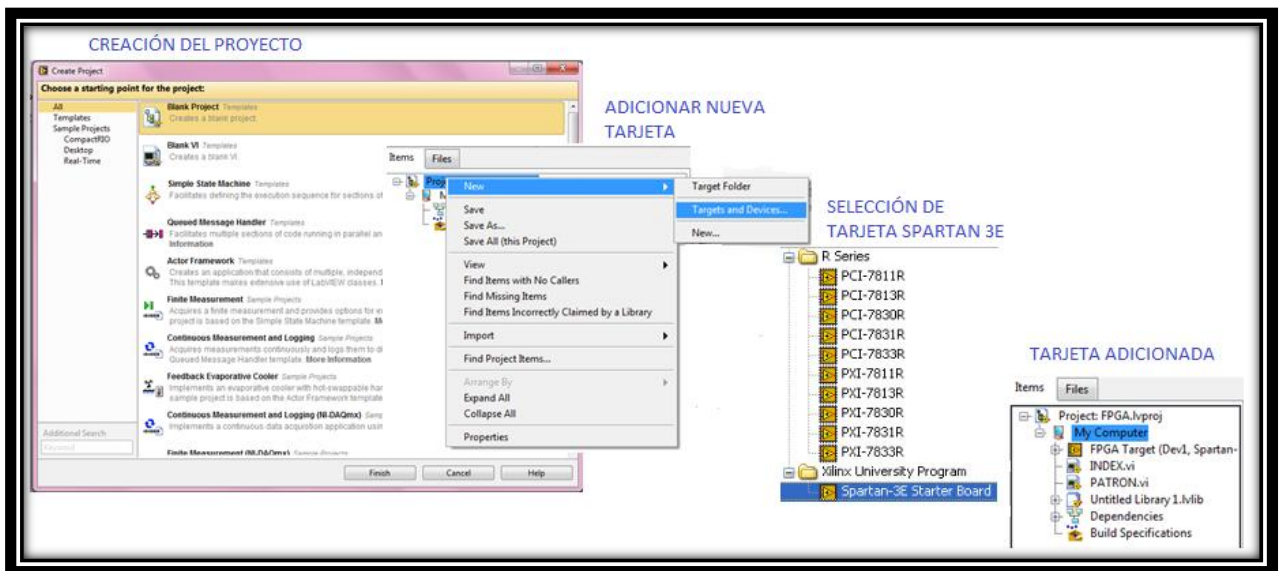 CREACIÓN DEL PROYECTO
Create Project
Choose a starting point for the project:
All
Templates
Sample Projects
CompactRIO
Desktop
Real-Time
Additional Search
Keyword
Blank Project Templates
Creates a blank project.
Blank VI Templates
Creates a blank VI.
Simple State Machine Templates
Facilitates defining the execution sequence for sections of
Queued Message Handler Templates
Facilitates multiple sections of code running in parallel an
Information
Actor Framework Templates
Creates an application that consists of multiple, independ
This template makes extensive use of LabVIEW classes.
Finite Measurement Sample Projects
Acquires a finite measurement and provides options for
project is based on the Simple State Machine template.
Continuous Measurement and Logging Sample Projects
Acquires measurements continuously and logs them to di
Queued Message Handler template. More Information
Feedback Evaporative Cooler Sample Projects
Implements an evaporative cooler with hot-swappable har
sample project is based on the Actor Framework template
Continuous Measurement and Logging (NI-DAQmx)
Implements a continuous data acquisition application
Finite Measurement (NI-DAQmx) Sample Projects
Finish
Cancel
Help
ADICIONAR NUEVA
TARJETA
Items
Files
Proj
New
Save
Save As...
Save All (this Project)
View
Find Items with No Callers
Find Missing Items
Find Items Incorrectly Claimed by a Library
Import
Find Project Items...
Arrange By
Expand All
Collapse All
Properties
Target Folder
Targets and Devices...
New...
SELECCIÓN DE
TARJETA SPARTAN 3E
R Series
PCI-7811R
PCI-7813R
PCI-7830R
PCI-7831R
PCI-7833R
PXI-7811R
PXI-7813R
PXI-7830R
PXI-7831R
PXI-7833R
Xilinx University Program
Spartan-3E Starter Board
TARJETA ADICIONADA
Items
Files
Project: FPGA.lvproj
My Computer
FPGA Target (Dev1, Spartan-
INDEX.vi
PATRON.vi
Untitled Library 1.lvlib
Dependencies
Build Specifications